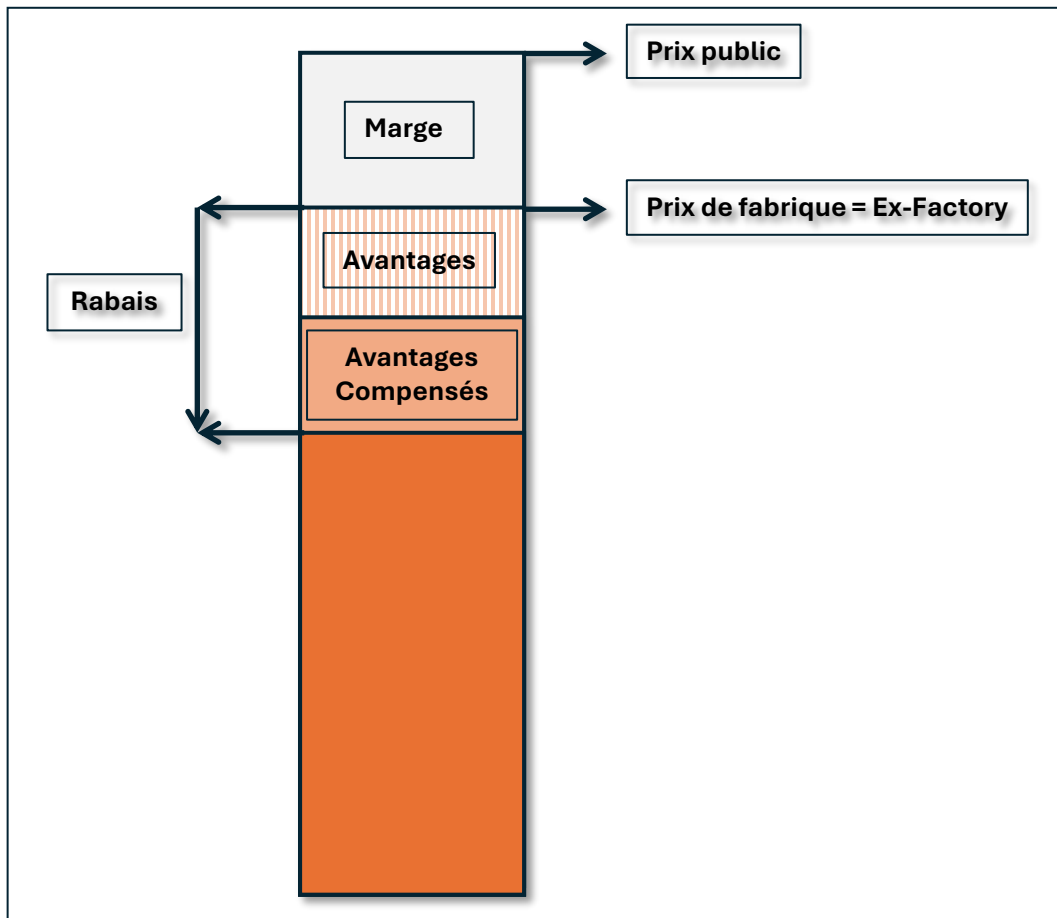 Prix public
Marge
Prix de fabrique = Ex-Factory
Avantages
Rabais
Avantages
Compensés